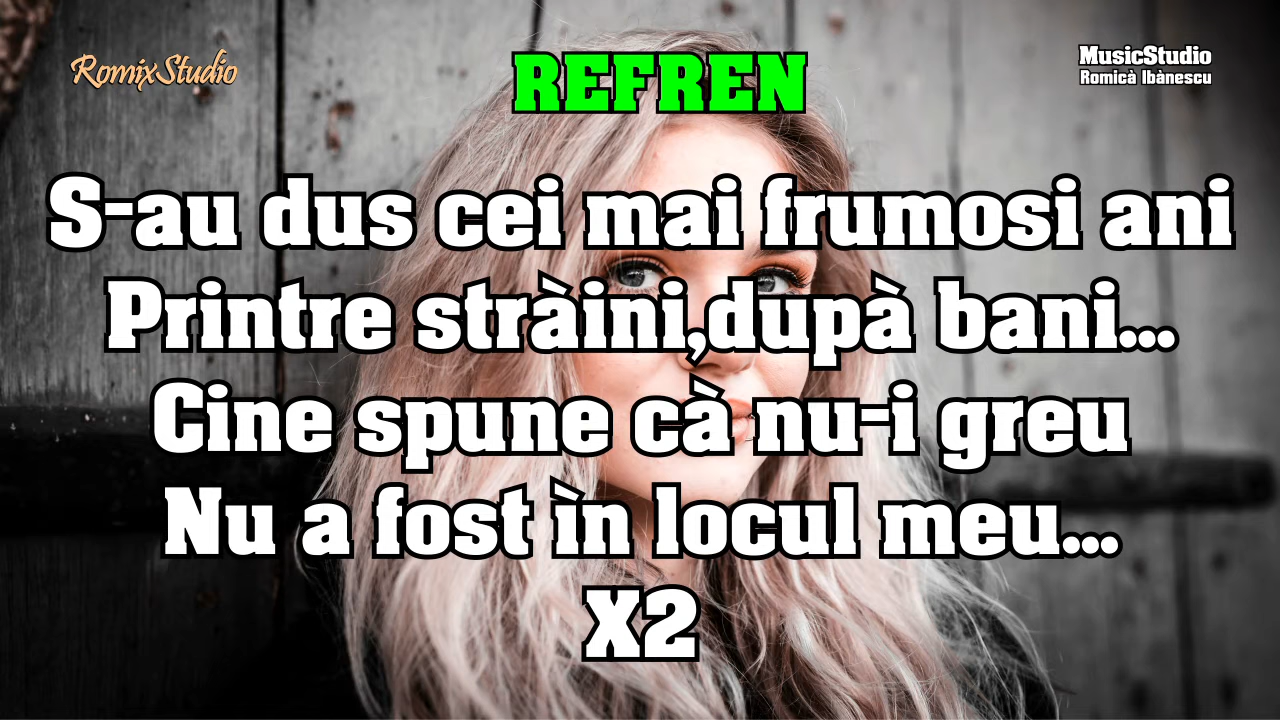 RomixStudio
REFREN
MusicStudio
Romicà Ibànescu
S-au dus cei mai frumosi ani
Printre stràini,dupà bani...
Cine spune cà nu-i greu
Nu a fost ìn locul meu...
X2